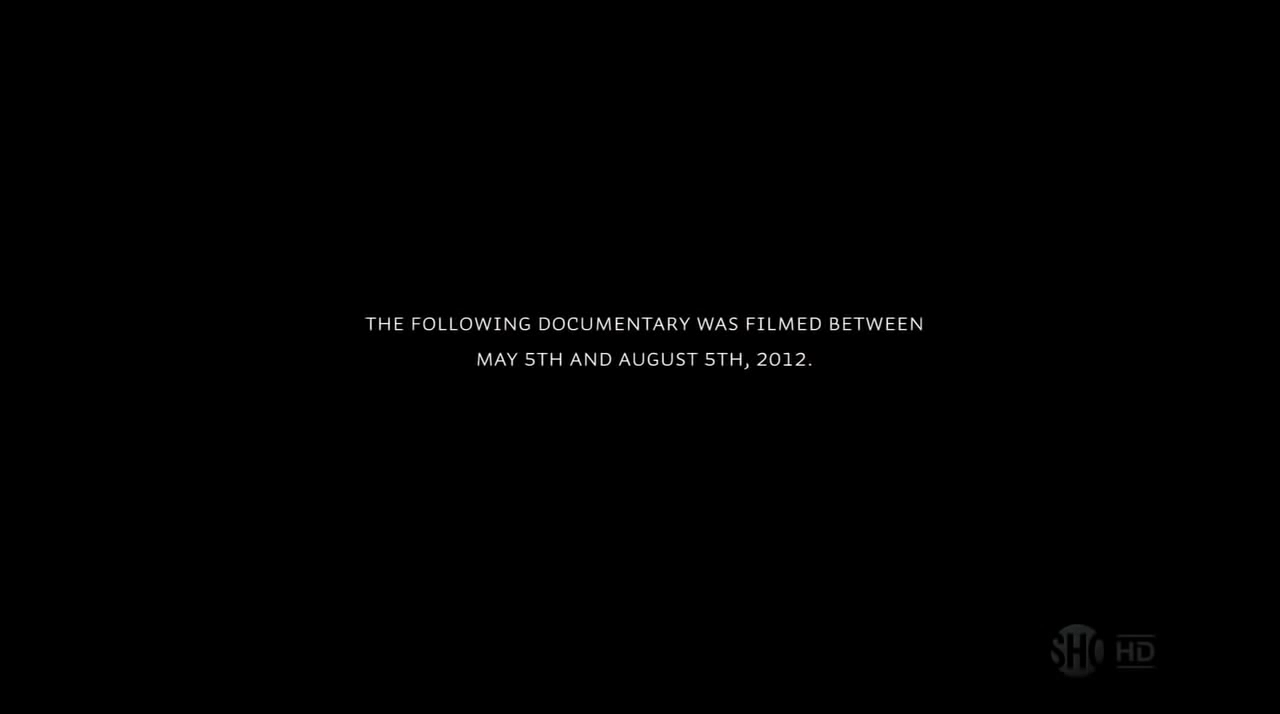 THE FOLLOWING DOCUMENTARY WAS FILMED BETWEEN
MAY 5TH AND AUGUST 5TH, 2012.
SHO HD